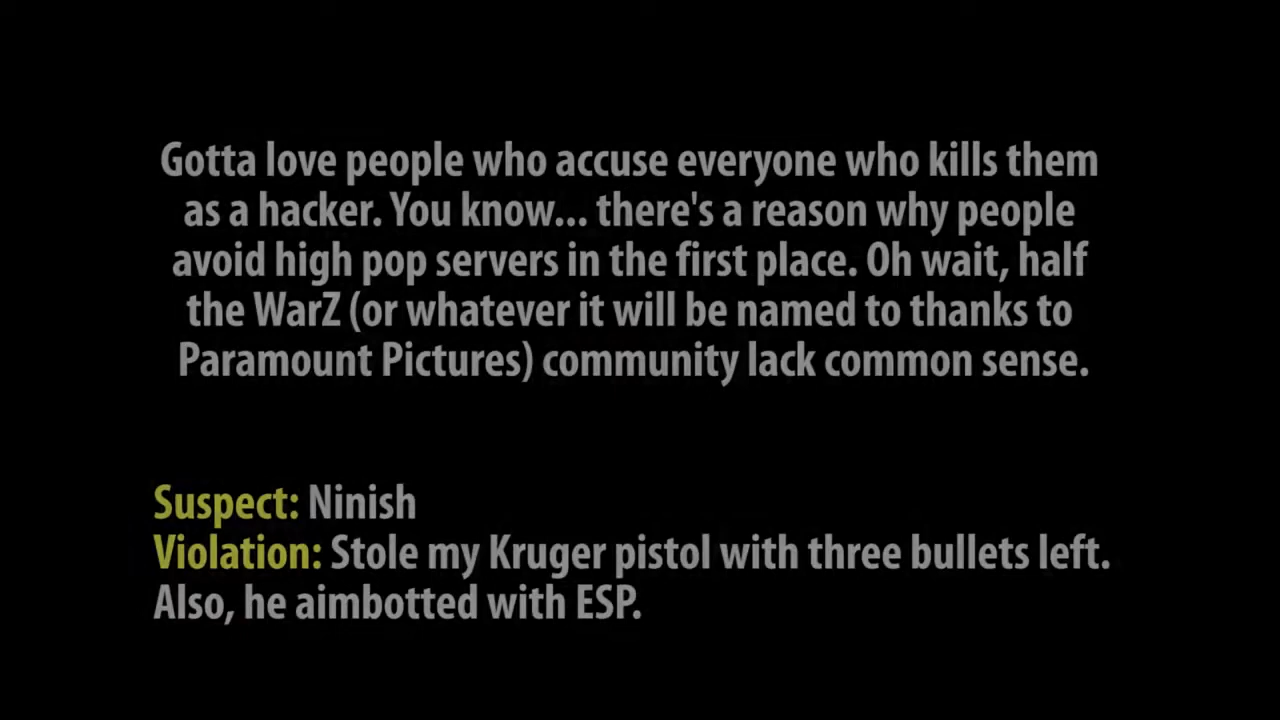 Gotta love people who accuse everyone who kills them
as a hacker. You know... there's a reason why people
avoid high pop servers in the first place. Oh wait, half
the WarZ (or whatever it will be named to thanks to
Paramount Pictures) community lack common sense.
Suspect: Ninish
Violation: Stole my Kruger pistol with three bullets left.
Also, he aimbotted with ESP.